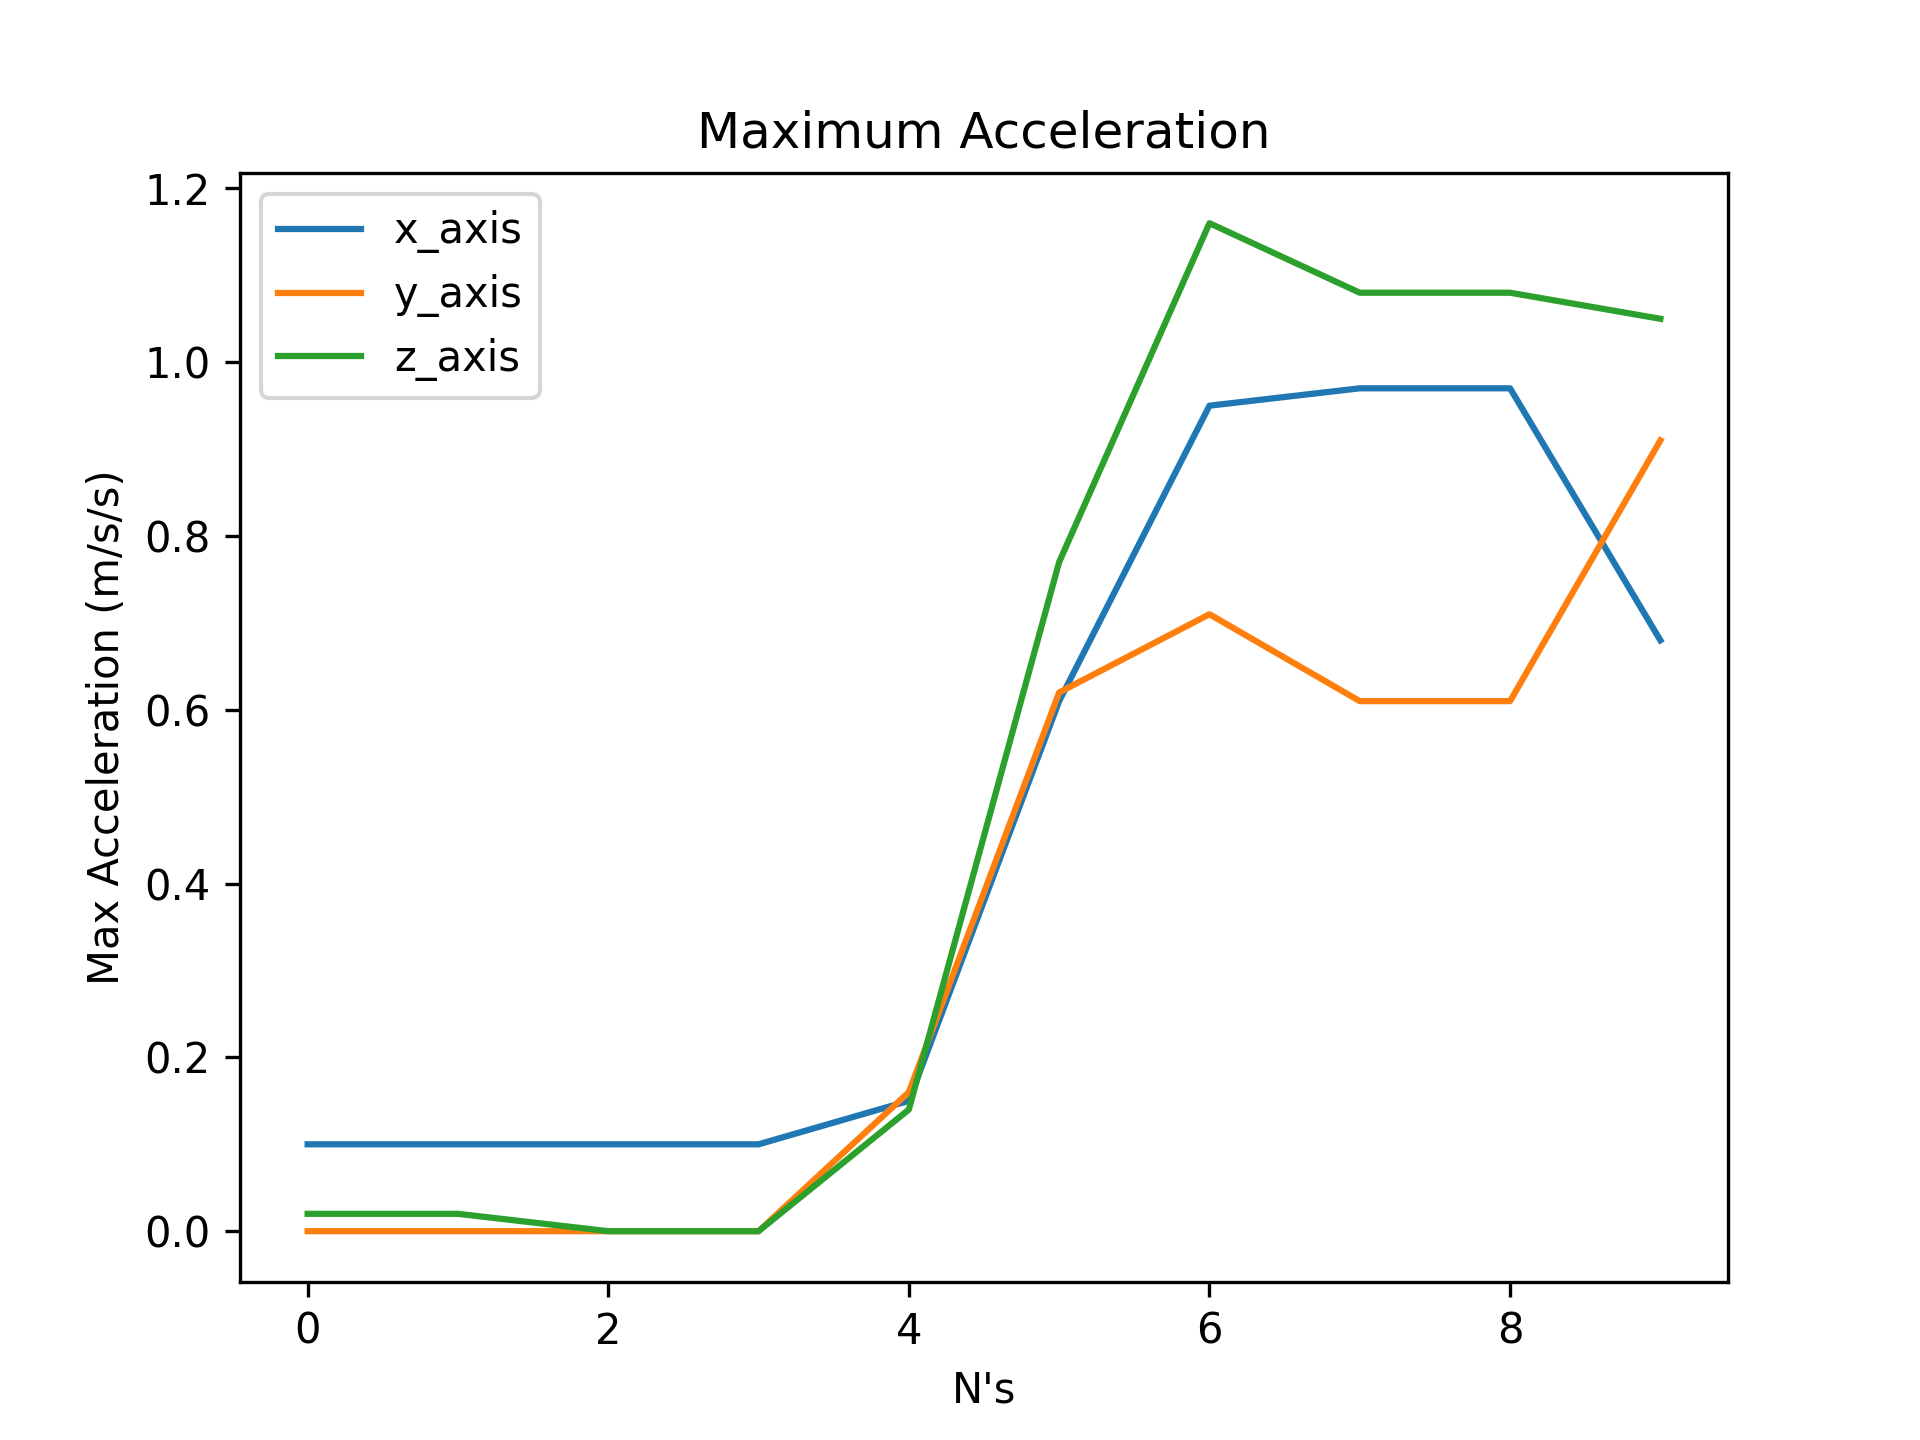 Maximum Acceleration
1.2
1.0
0.8
0.6
0.4
0.2
0.0
Max Acceleration (m/s/s)
x_axis
y_axis
z_axis
0 2 4 6 8
N's